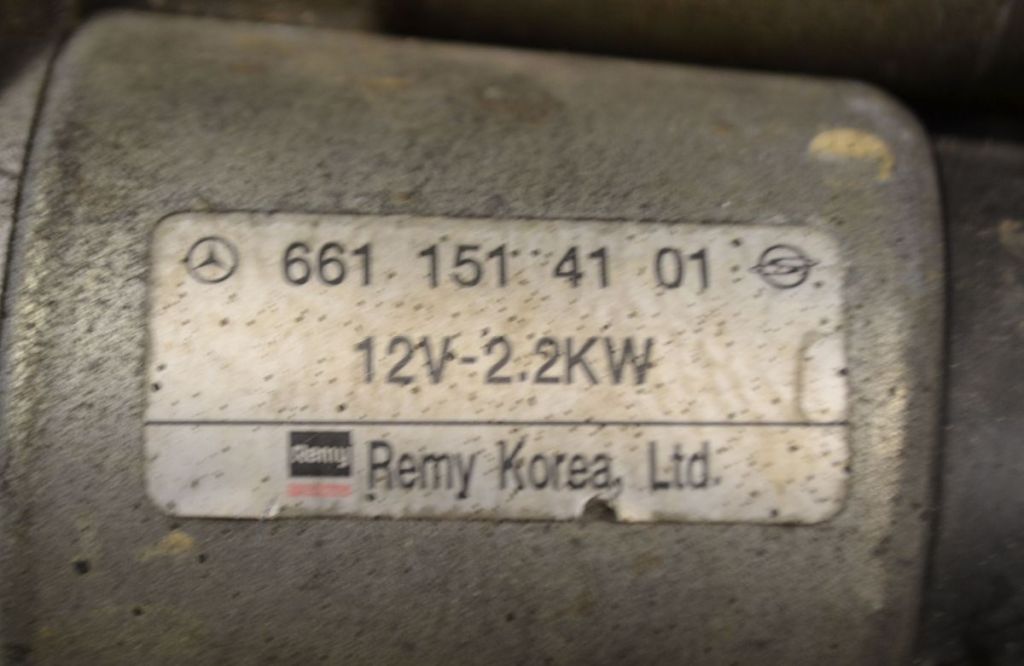 661 151 41 01
12V-2.2KW
Remy Remy Korea, Ltd.